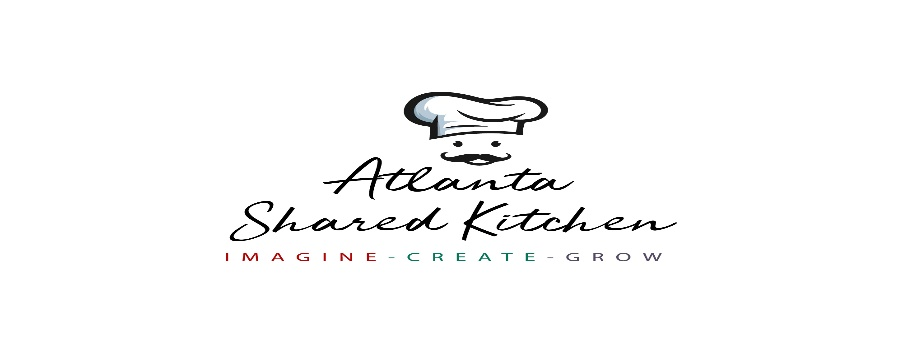 Atlanta
Shared Kitchen
IMAGINE-CREATE-GROW